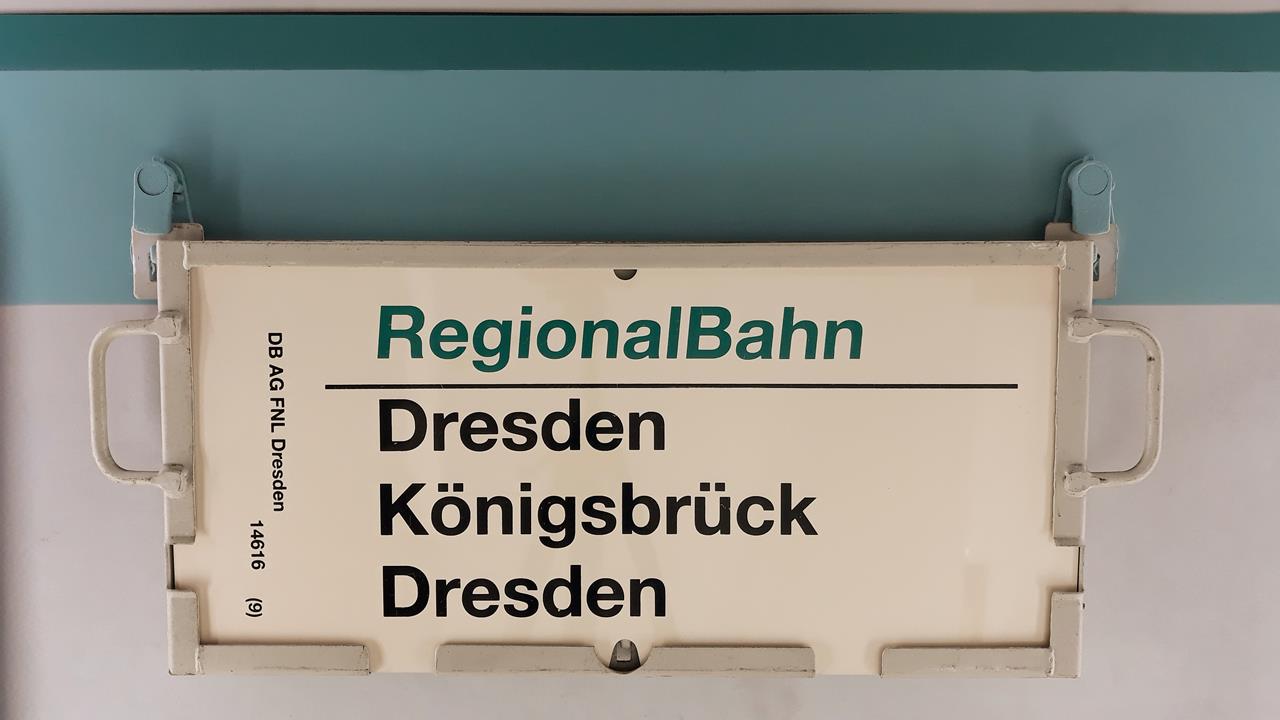 RegionalBahn
Dresden
Königsbrück
Dresden
DB AG FNL Dresden
14616 (9)